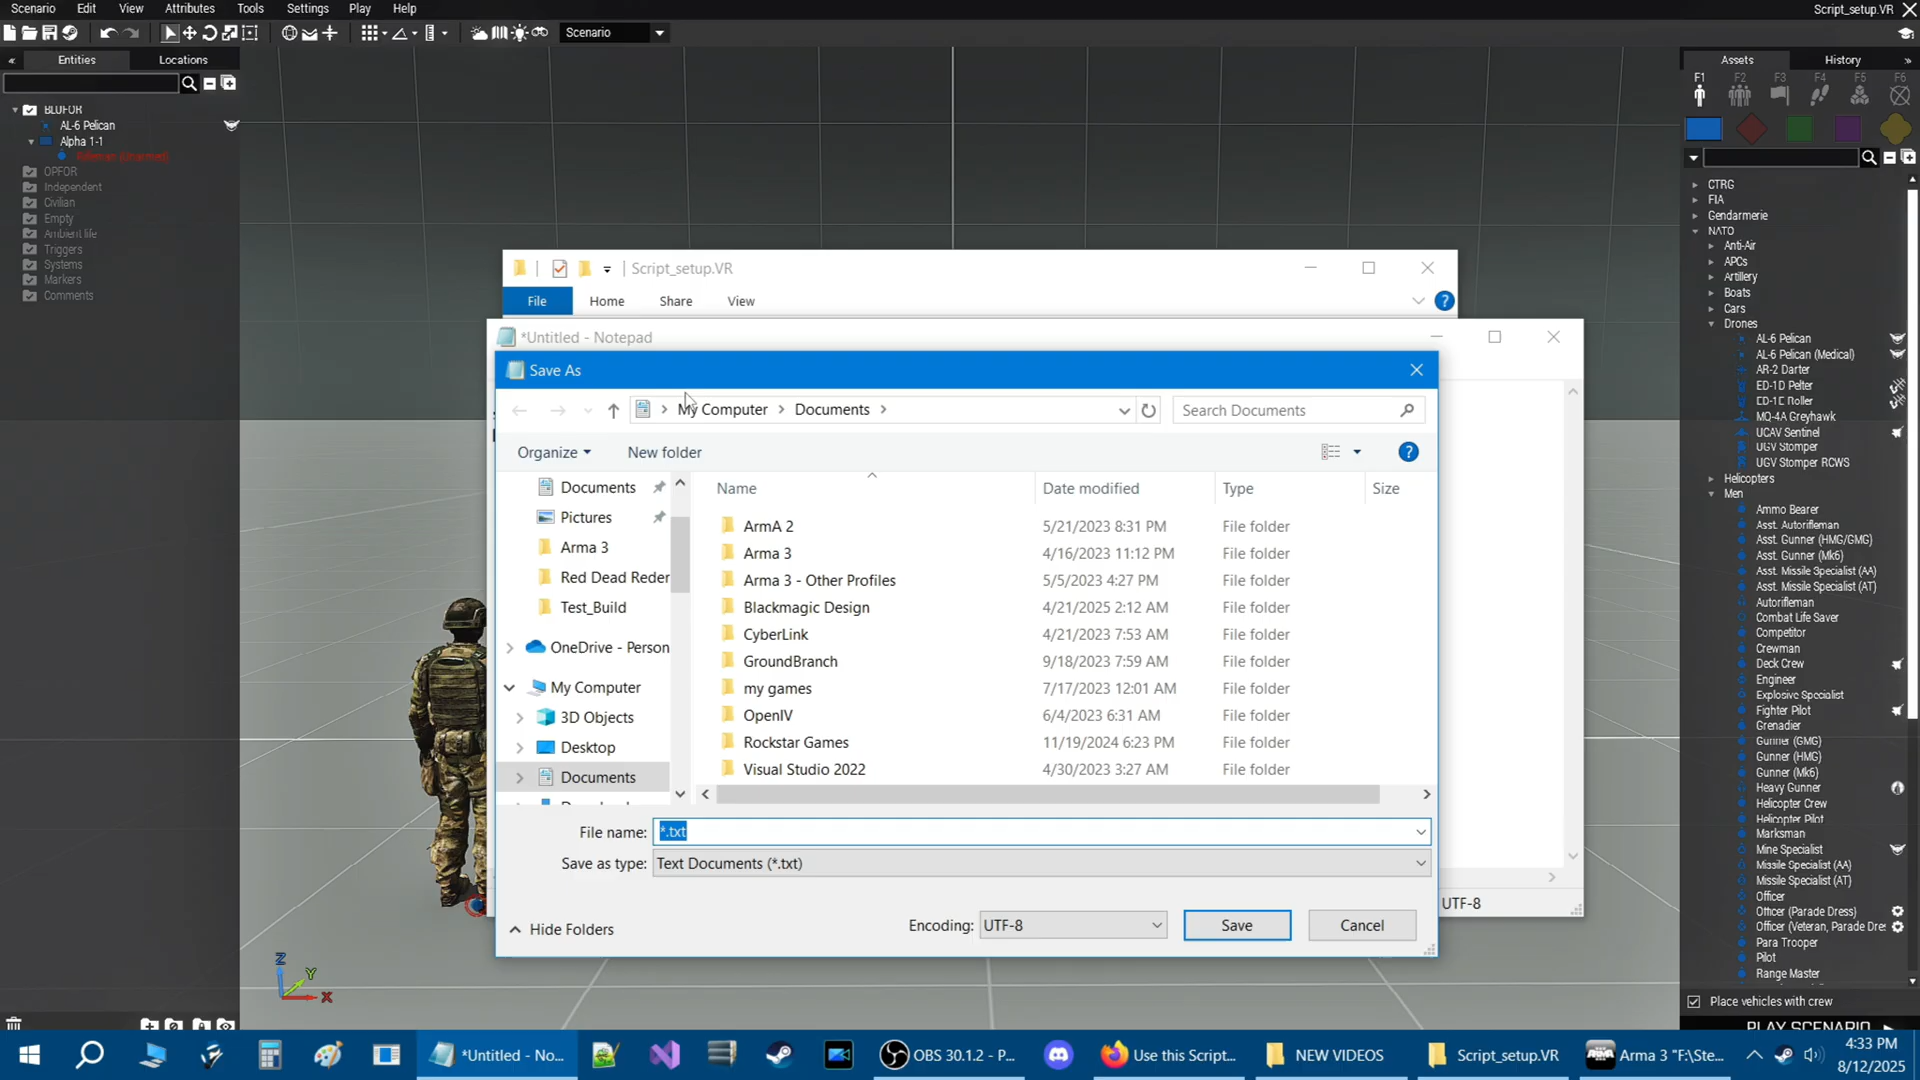 Scenario Edit View Attributes Tools Settings Play Help Script_setup.VR
Scenario
Entities Locations
BLUFOR
AL-6 Pelican
Alpha 1-1
Rifleman (Unarmed)
OPFOR
Independent
Civilian
Empty
Ambient life
Triggers
Systems
Markers
Comments
Script_setup.VR
File Home Share View
*Untitled - Notepad
Save As
My Computer Documents
Search Documents
Organize New folder
Name Date modified Type Size
Documents
Pictures
Arma 3
Red Dead Reder
Test_Build
OneDrive - Person
My Computer
3D Objects
Desktop
Documents
ArmA 2 5/21/2023 8:31 PM File folder
Arma 3 4/16/2023 11:12 PM File folder
Arma 3 - Other Profiles 5/5/2023 4:27 PM File folder
Blackmagic Design 4/21/2025 2:12 AM File folder
CyberLink 4/21/2023 7:53 AM File folder
GroundBranch 9/18/2023 7:59 AM File folder
my games 7/17/2023 12:01 AM File folder
OpenIV 6/4/2023 6:31 AM File folder
Rockstar Games 11/19/2024 6:23 PM File folder
Visual Studio 2022 4/30/2023 3:27 AM File folder
File name: *.txt
Save as type: Text Documents (*.txt)
Hide Folders
Encoding: UTF-8
Save Cancel
UTF-8
Z
Y
X
Assets History
F1 F2 F3 F4 F5 F6
CTRG
FIA
Gendarmerie
NATO
Anti-Air
APCs
Artillery
Boats
Cars
Drones
AL-6 Pelican
AL-6 Pelican (Medical)
AR-2 Darter
ED-1D Pelter
ED-1E Roller
MQ-4A Greyhawk
UCAV Sentinel
UGV Stomper
UGV Stomper RCWS
Helicopters
Men
Ammo Bearer
Asst. Autorifleman
Asst. Gunner (HMG/GMG)
Asst. Gunner (Mk6)
Asst. Missile Specialist (AA)
Asst. Missile Specialist (AT)
Autorifleman
Combat Life Saver
Competitor
Crewman
Deck Crew
Engineer
Explosive Specialist
Fighter Pilot
Grenadier
Gunner (GMG)
Gunner (HMG)
Gunner (Mk6)
Heavy Gunner
Helicopter Crew
Helicopter Pilot
Marksman
Mine Specialist
Missile Specialist (AA)
Missile Specialist (AT)
Officer
Officer (Parade Dress)
Officer (Veteran, Parade Dres
Para Trooper
Pilot
Range Master
Place vehicles with crew
PLAY SCENARIO
*Untitled - No... OBS 30.1.2 - P... Use this Script... NEW VIDEOS Script_setup.VR Arma 3 "F:\Ste...
4:33 PM
8/12/2025